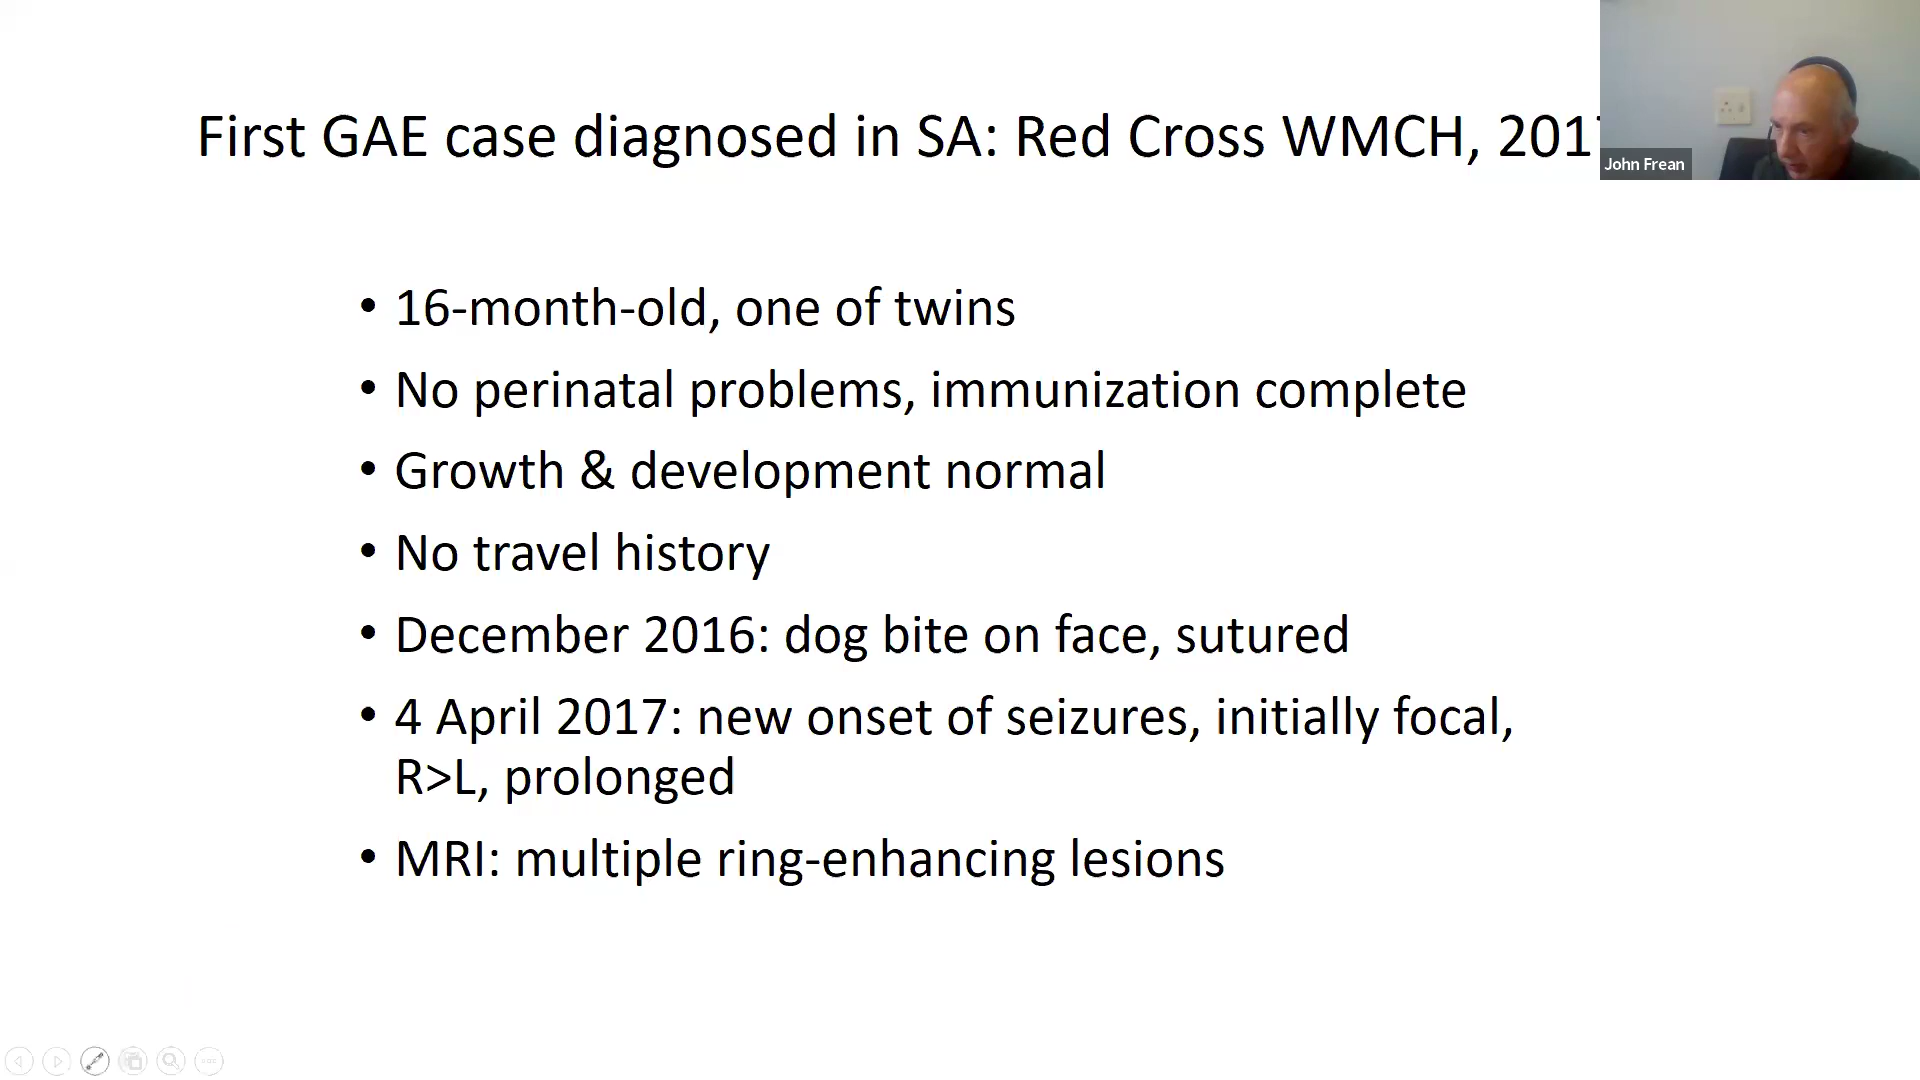 First GAE case diagnosed in SA: Red Cross WMCH, 201
John Frean
• 16-month-old, one of twins
• No perinatal problems, immunization complete
• Growth & development normal
• No travel history
• December 2016: dog bite on face, sutured
• 4 April 2017: new onset of seizures, initially focal,
R>L, prolonged
• MRI: multiple ring-enhancing lesions